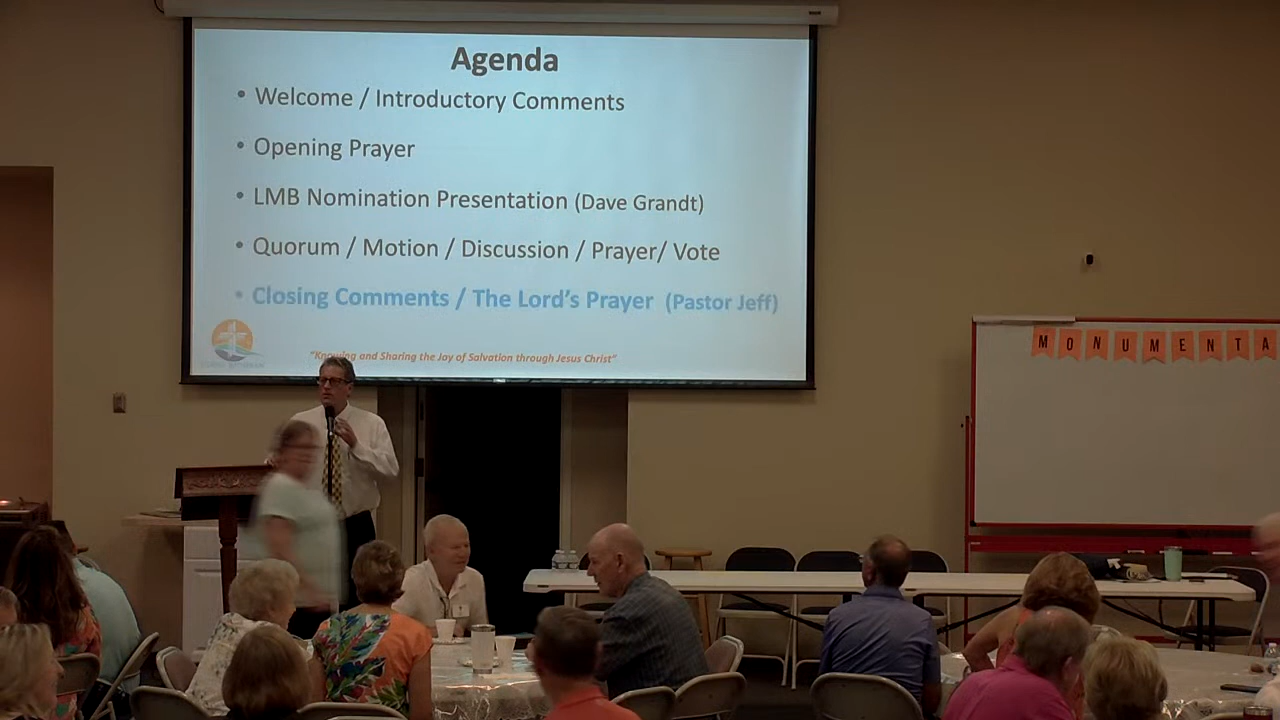 Agenda
• Welcome / Introductory Comments
• Opening Prayer
• LMB Nomination Presentation (Dave Grandt)
• Quorum / Motion / Discussion / Prayer/ Vote
• Closing Comments / The Lord's Prayer (Pastor Jeff)
"Knowing and Sharing the Joy of Salvation through Jesus Christ"
MONUMENTA